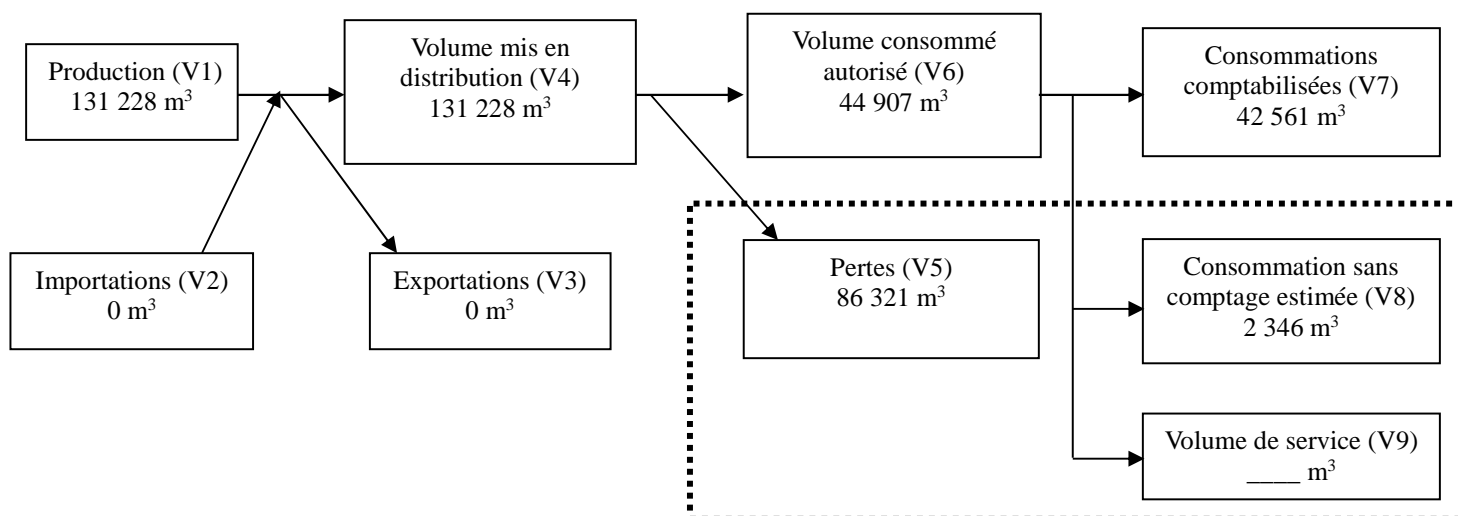 Production (V1)
131 228 m³
Volume mis en
distribution (V4)
131 228 m³
Volume consommé
autorisé (V6)
44 907 m³
Consommations
comptabilisées (V7)
42 561 m³
Importations (V2)
0 m³
Exportations (V3)
0 m³
Pertes (V5)
86 321 m³
Consommation sans
comptage estimée (V8)
2 346 m³
Volume de service (V9)
____ m³